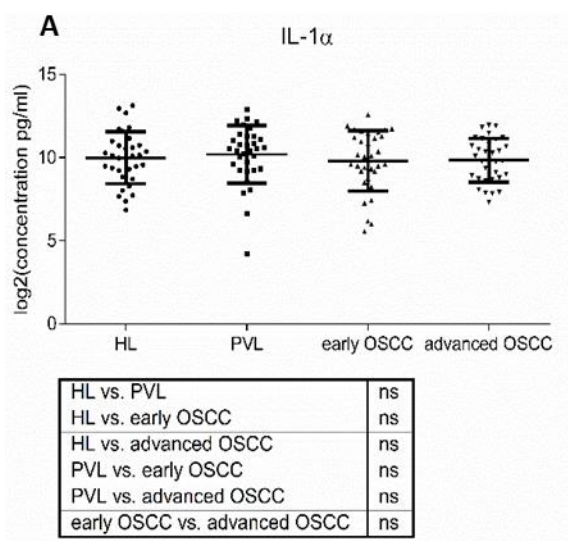 A
IL-1α
15
10
5
0
log2(concentration pg/ml)
HL PVL early OSCC advanced OSCC
HL vs. PVL ns
HL vs. early OSCC ns
HL vs. advanced OSCC ns
PVL vs. early OSCC ns
PVL vs. advanced OSCC ns
early OSCC vs. advanced OSCC ns